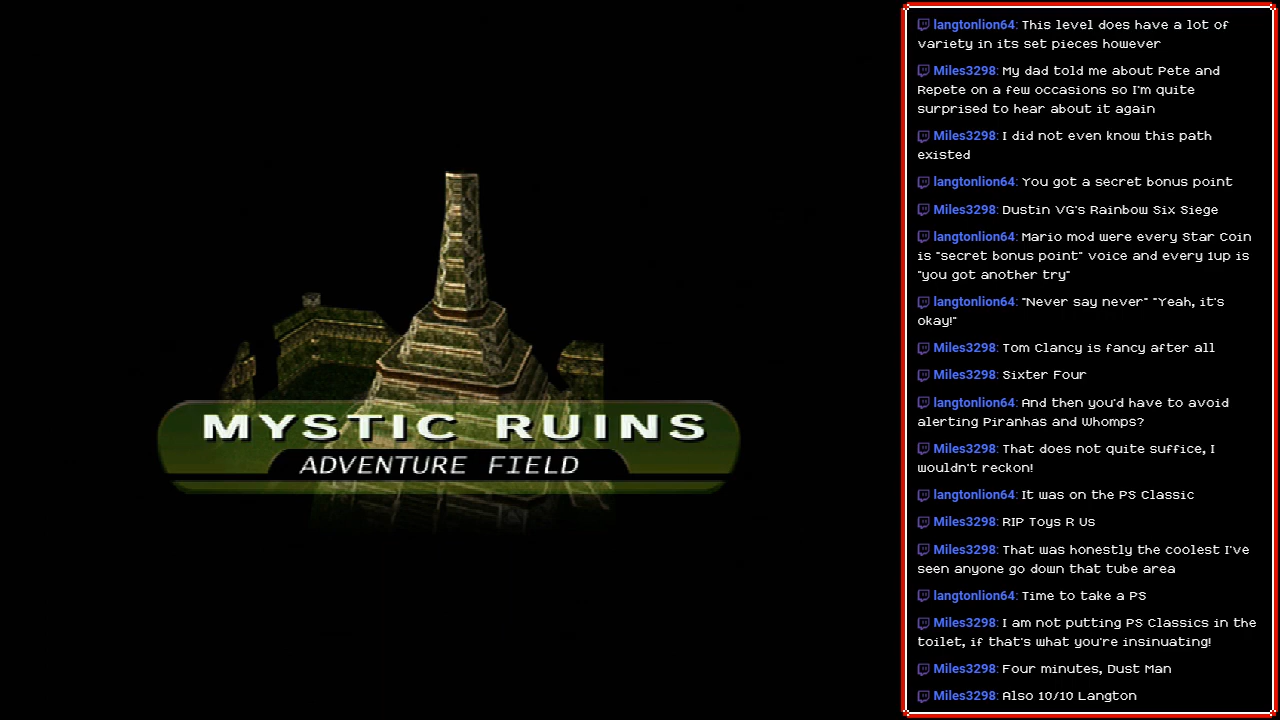 MYSTIC RUINS
ADVENTURE FIELD
langtonlion64: This level does have a lot of
variety in its set pieces however
Miles3298: My dad told me about Pete and
Repete on a few occasions so I'm quite
surprised to hear about it again
Miles3298: I did not even know this path
existed
langtonlion64: You got a secret bonus point
Miles3298: Dustin VG's Rainbow Six Siege
langtonlion64: Mario mod were every Star Coin
is "secret bonus point" voice and every 1up is
"you got another try"
langtonlion64: "Never say never" "Yeah, it's
okay!"
Miles3298: Tom Clancy is fancy after all
Miles3298: Sixter Four
langtonlion64: And then you'd have to avoid
alerting Piranhas and Whomps?
Miles3298: That does not quite suffice, I
wouldn't reckon!
langtonlion64: It was on the PS Classic
Miles3298: RIP Toys R Us
Miles3298: That was honestly the coolest I've
seen anyone go down that tube area
langtonlion64: Time to take a PS
Miles3298: I am not putting PS Classics in the
toilet, if that's what you're insinuating!
Miles3298: Four minutes, Dust Man
Miles3298: Also 10/10 Langton